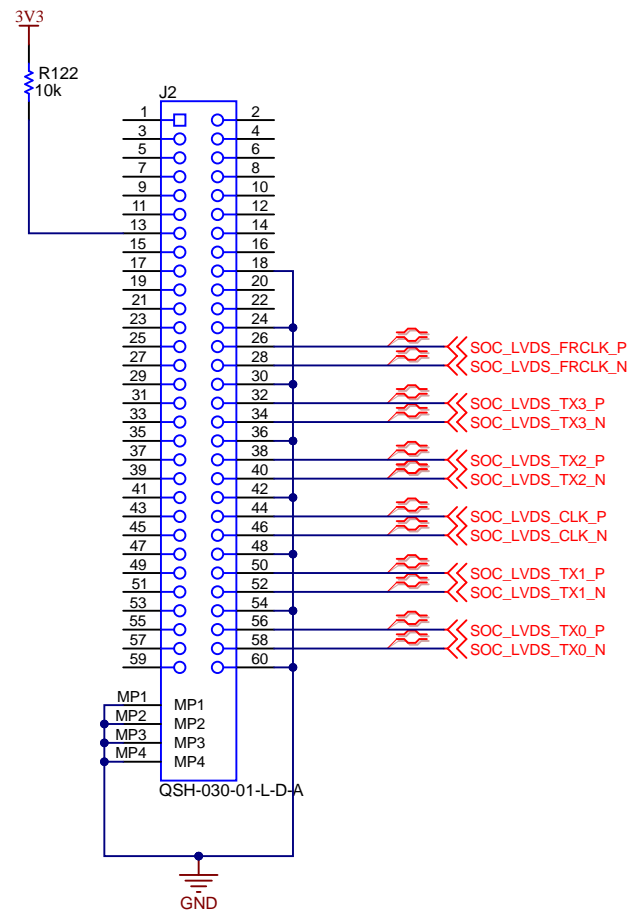 3V3
R122
10k
J2
1 2
3 4
5 6
7 8
9 10
11 12
13 14
15 16
17 18
19 20
21 22
23 24
25 26 SOC_LVDS_FRCLK_P
27 28 SOC_LVDS_FRCLK_N
29 30
31 32 SOC_LVDS_TX3_P
33 34 SOC_LVDS_TX3_N
35 36
37 38 SOC_LVDS_TX2_P
39 40 SOC_LVDS_TX2_N
41 42
43 44 SOC_LVDS_CLK_P
45 46 SOC_LVDS_CLK_N
47 48
49 50 SOC_LVDS_TX1_P
51 52 SOC_LVDS_TX1_N
53 54
55 56 SOC_LVDS_TX0_P
57 58 SOC_LVDS_TX0_N
59 60
MP1 MP1
MP2 MP2
MP3 MP3
MP4 MP4
QSH-030-01-L-D-A
GND